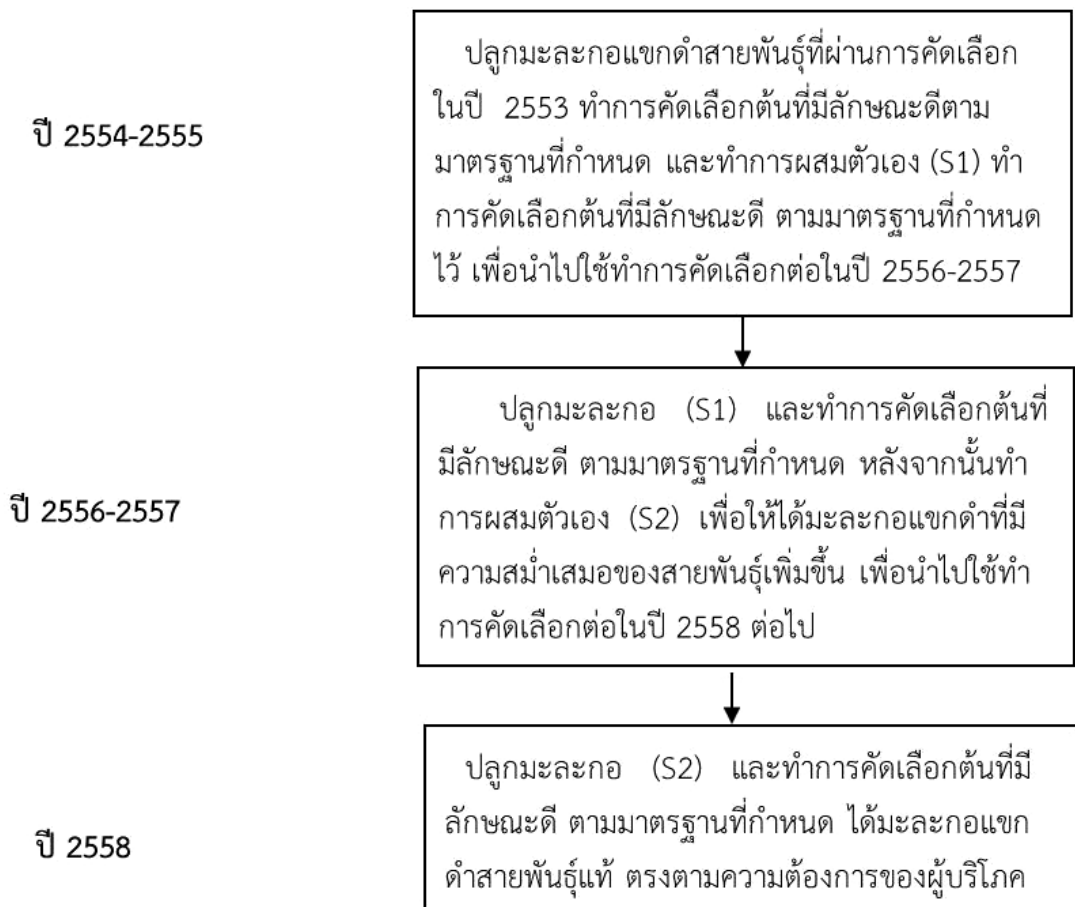 ปี 2554-2555
ปลูกมะละกอแขกดำสายพันธุ์ที่ผ่านการคัดเลือก
ในปี 2553 ทำการคัดเลือกต้นที่มีลักษณะดีตาม
มาตรฐานที่กำหนด และทำการผสมตัวเอง (S1) ทำ
การคัดเลือกต้นที่มีลักษณะดี ตามมาตรฐานที่กำหนด
ไว้ เพื่อนำไปใช้ทำการคัดเลือกต่อในปี 2556-2557
ปี 2556-2557
ปลูกมะละกอ (S1) และทำการคัดเลือกต้นที่
มีลักษณะดี ตามมาตรฐานที่กำหนด หลังจากนั้นทำ
การผสมตัวเอง (S2) เพื่อให้ได้มะละกอแขกดำที่มี
ความสม่ำเสมอของสายพันธุ์เพิ่มขึ้น เพื่อนำไปใช้ทำ
การคัดเลือกต่อในปี 2558 ต่อไป
ปี 2558
ปลูกมะละกอ (S2) และทำการคัดเลือกต้นที่มี
ลักษณะดี ตามมาตรฐานที่กำหนด ได้มะละกอแขก
ดำสายพันธุ์แท้ ตรงตามความต้องการของผู้บริโภค